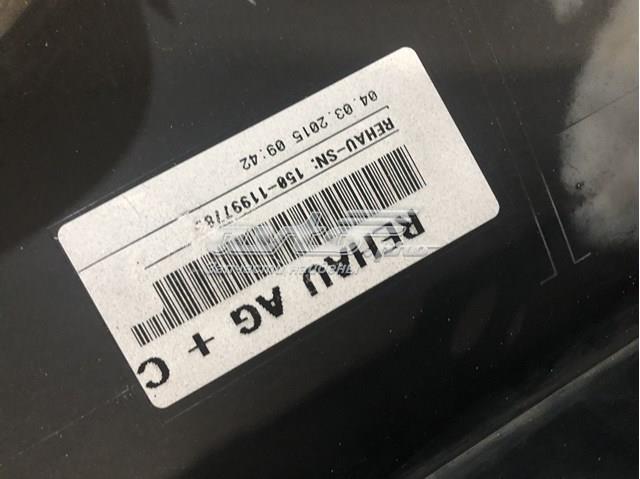 04.03.2015 09:42
REHAU-SN: 150-1199778
REHAU AG + C